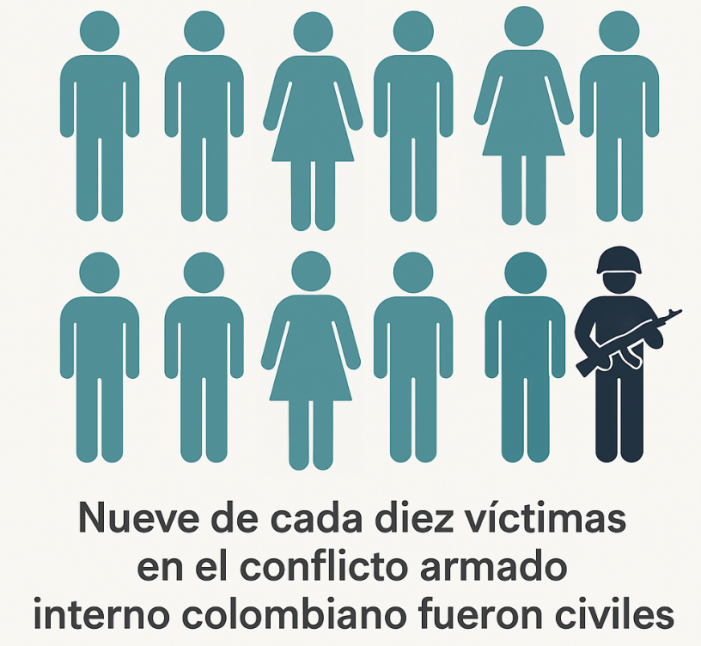 Nueve de cada diez víctimas
en el conflicto armado
interno colombiano fueron civiles